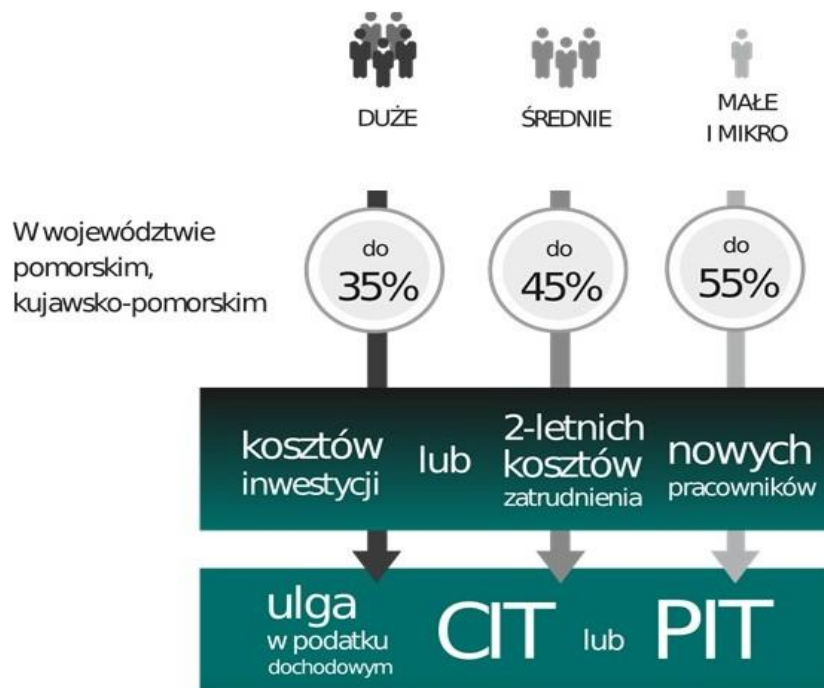 DUŻE
ŚREDNIE
MAŁE
I MIKRO
W województwie
pomorskim,
kujawsko-pomorskim
do
35%
do
45%
do
55%
kosztów
inwestycji
lub
2-letnich
kosztów
zatrudnienia
nowych
pracowników
ulga
w podatku
dochodowym
CIT
lub
PIT